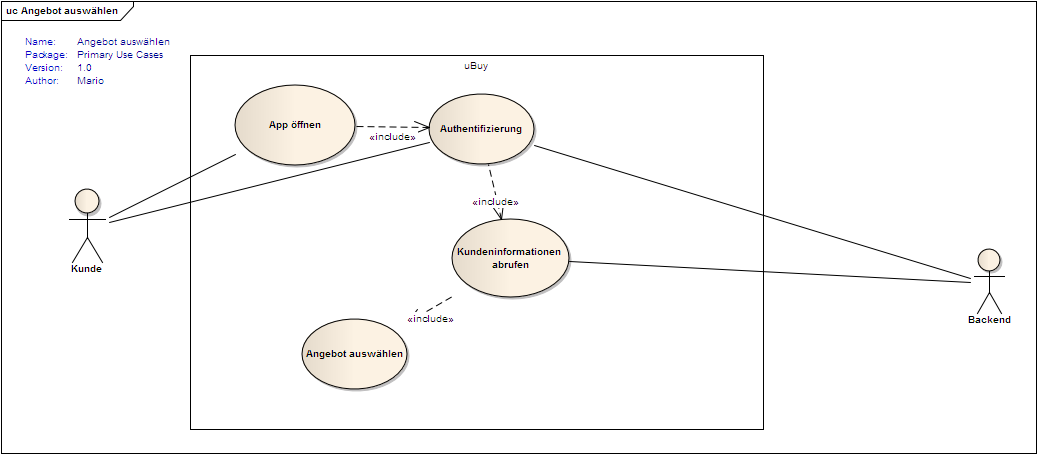 uc Angebot auswählen
Name: Angebot auswählen
Package: Primary Use Cases
Version: 1.0
Author: Mario
uBuy
App öffnen
Authentifizierung
«include»
«include»
Kundeninformationen
abrufen
Kunde
Backend
«include»
Angebot auswählen